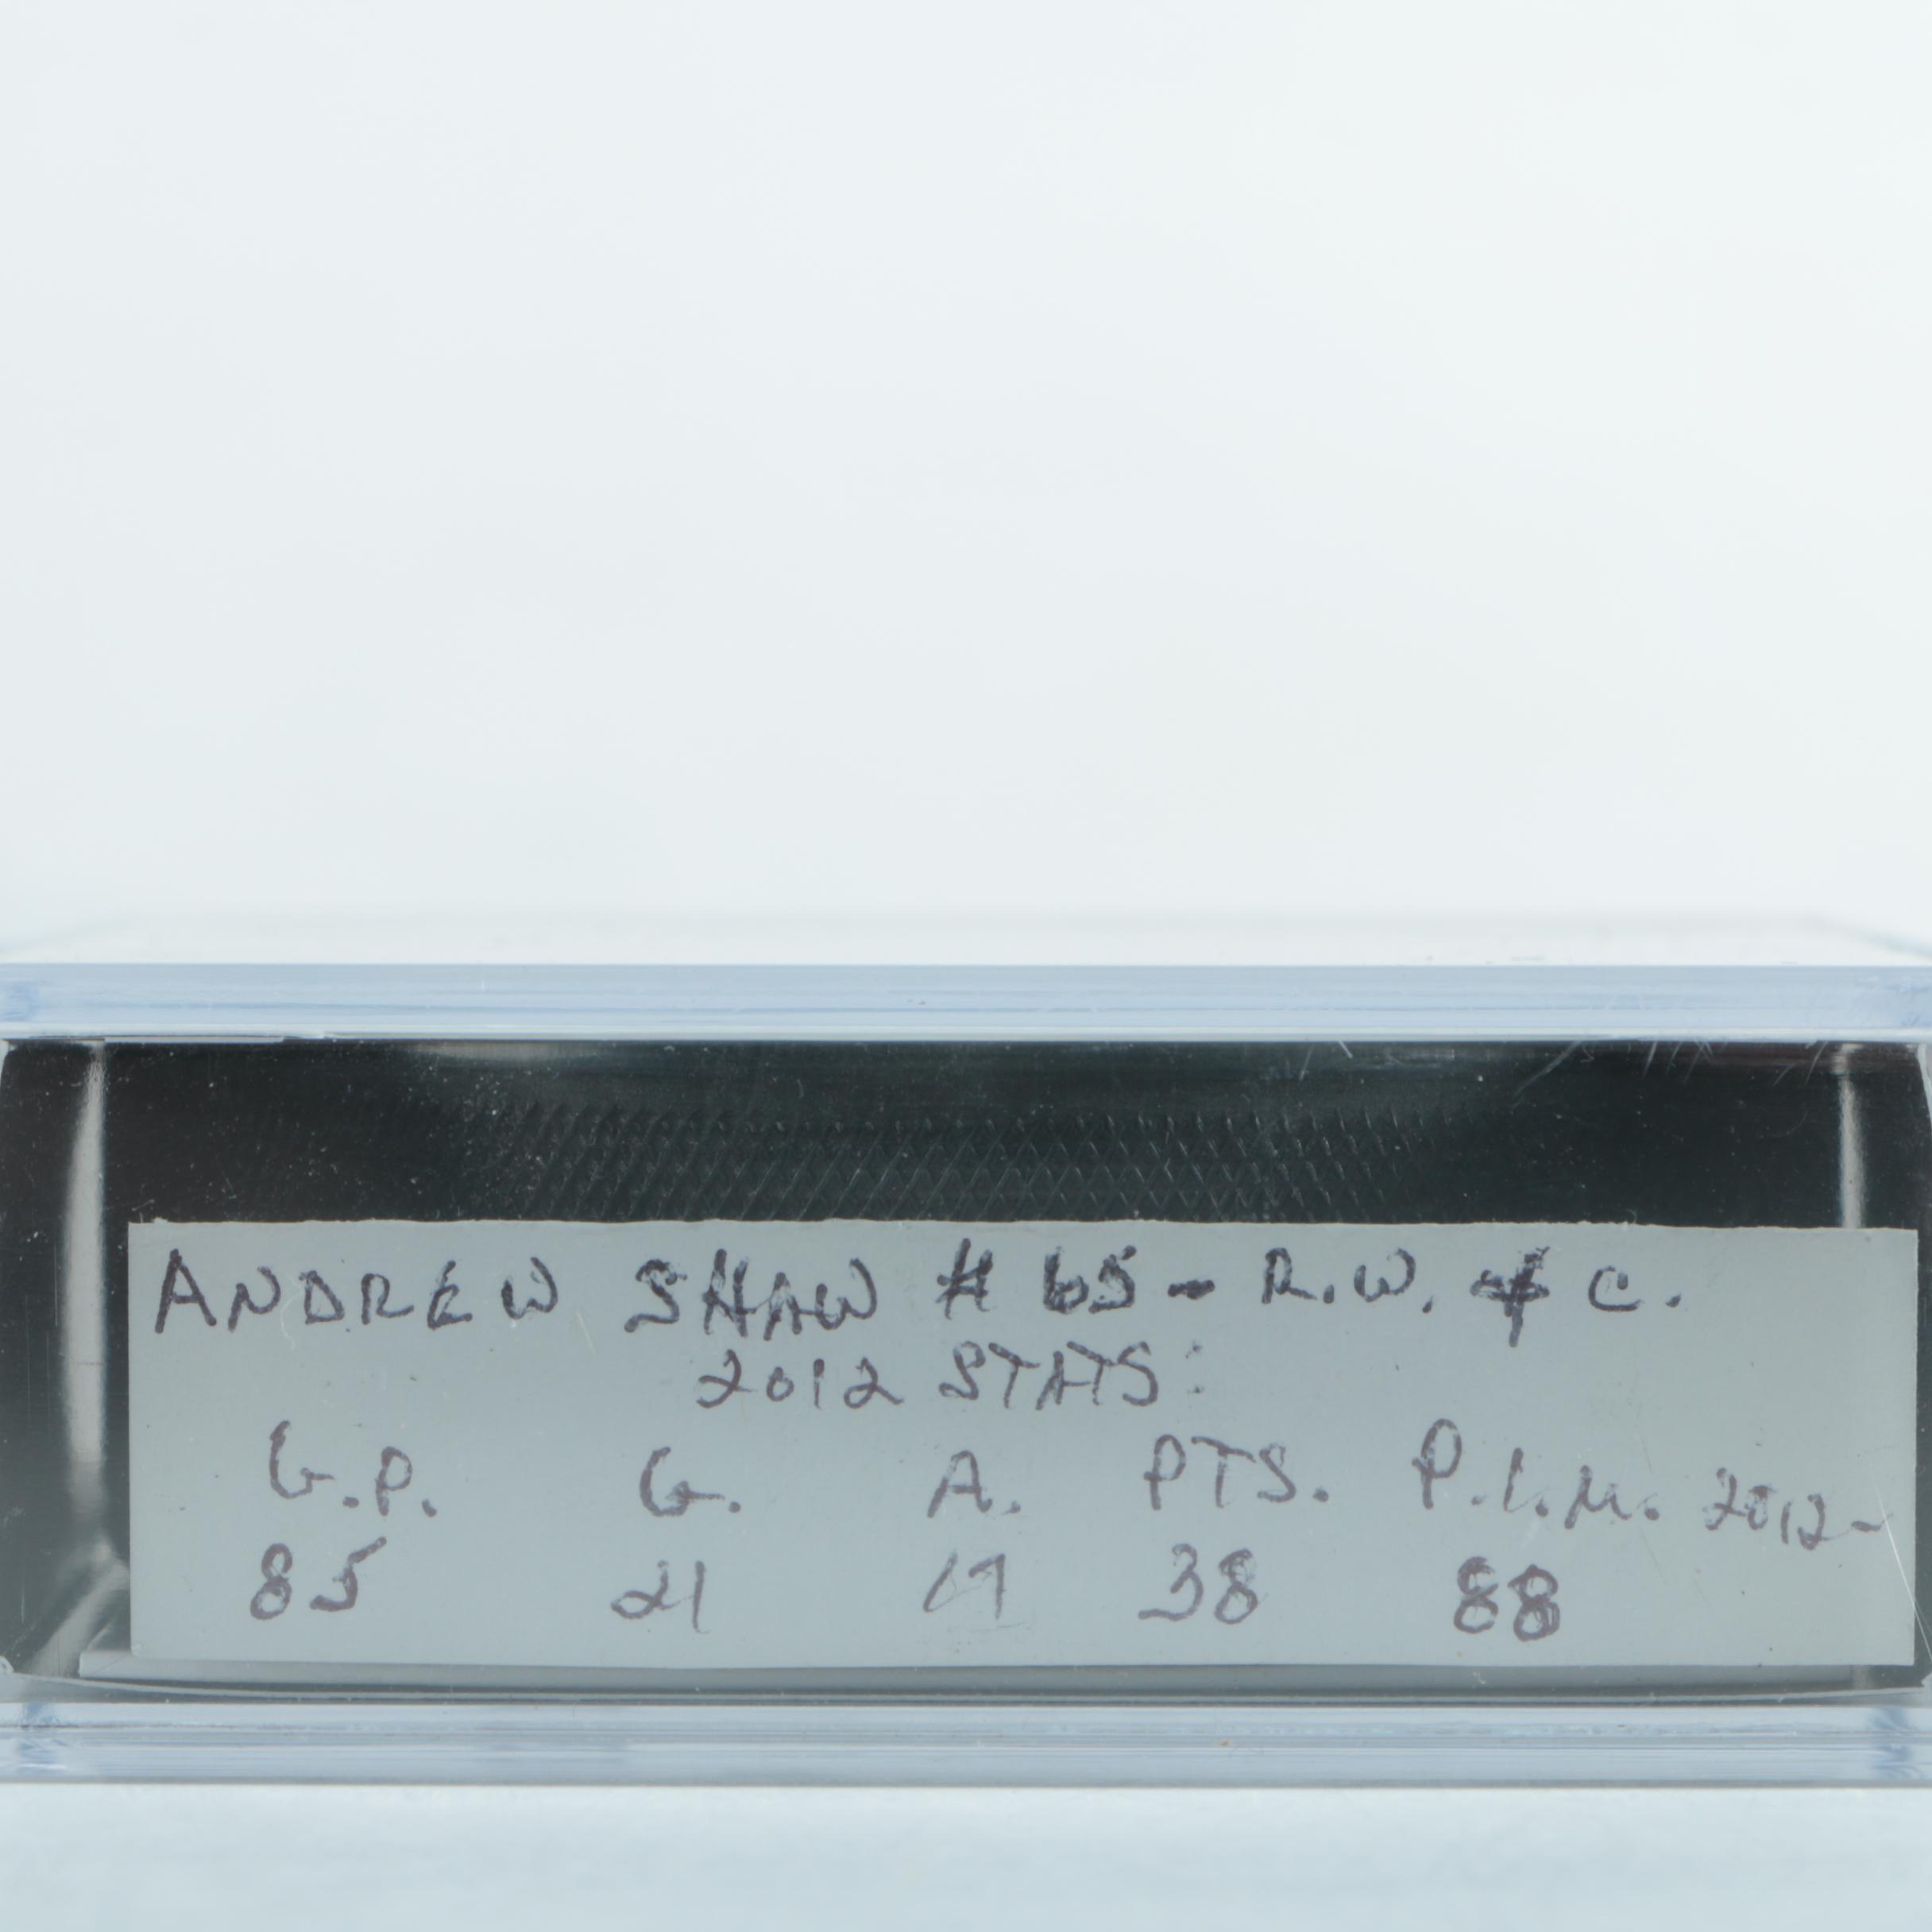 ANDREW SHAW # 65 - R.W. & C.
2012 STATS:
G.P. G. A. PTS. P.I.M. 2012-
85 21 17 38 88